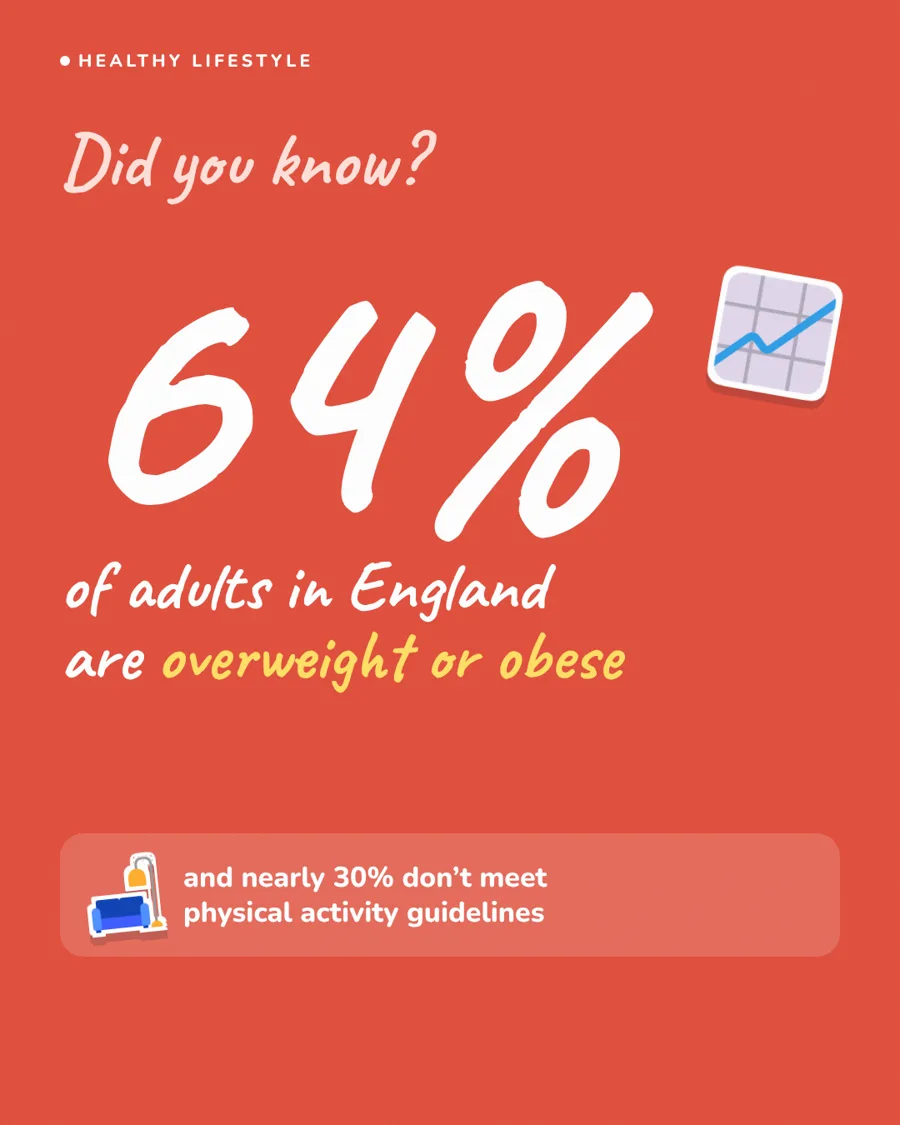 HEALTHY LIFESTYLE
Did you know?
64%
of adults in England
are overweight or obese
and nearly 30% don’t meet
physical activity guidelines